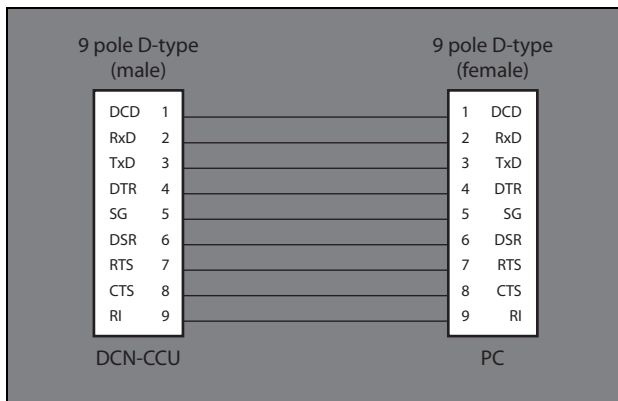 9 pole D-type
(male)
9 pole D-type
(female)
DCD 1
RxD 2
TxD 3
DTR 4
SG 5
DSR 6
RTS 7
CTS 8
RI 9
1 DCD
2 RxD
3 TxD
4 DTR
5 SG
6 DSR
7 RTS
8 CTS
9 RI
DCN-CCU
PC